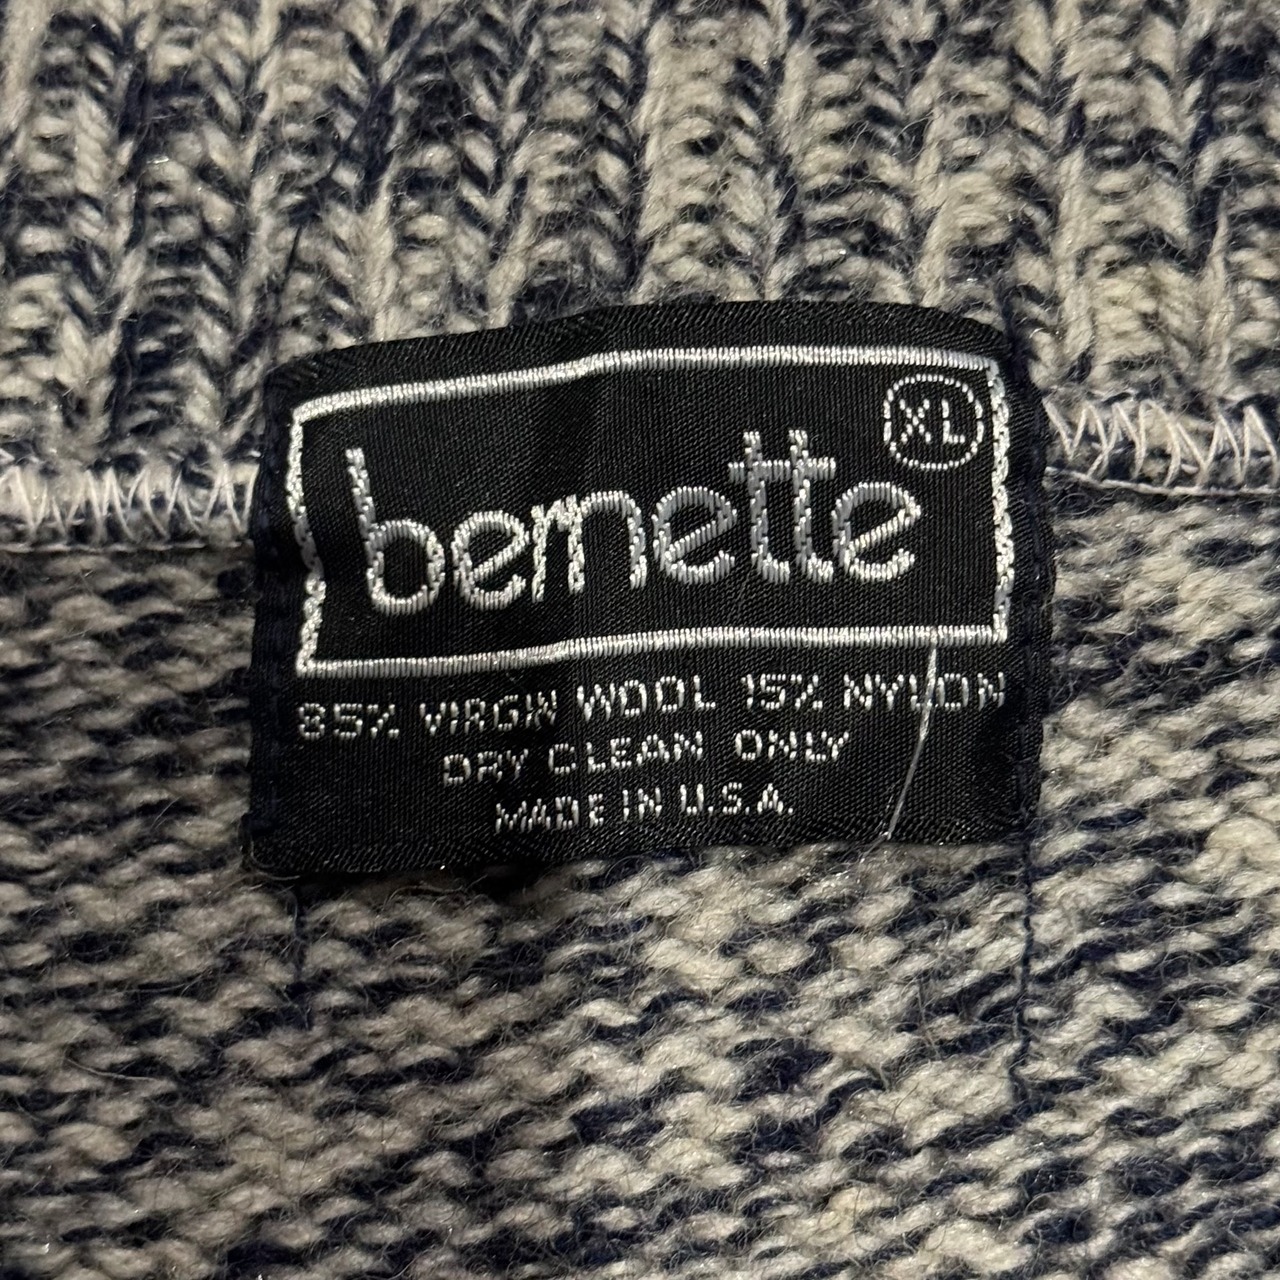 XL
bernette
85% VIRGIN WOOL 15% NYLON
DRY CLEAN ONLY
MADE IN U.S.A.